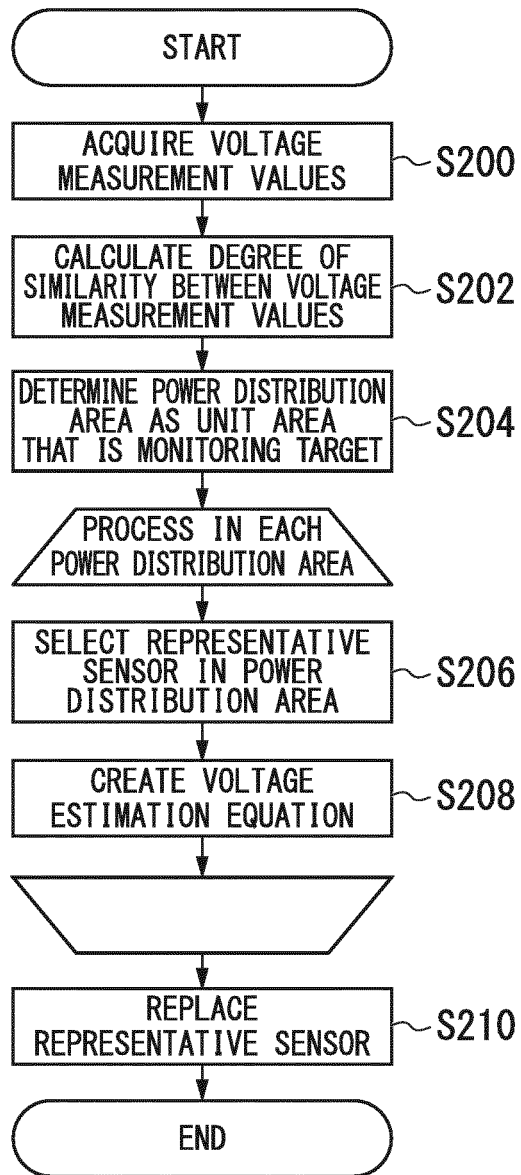 START
ACQUIRE VOLTAGE
MEASUREMENT VALUES
S200
CALCULATE DEGREE OF
SIMILARITY BETWEEN VOLTAGE
MEASUREMENT VALUES
S202
DETERMINE POWER DISTRIBUTION
AREA AS UNIT AREA
THAT IS MONITORING TARGET
S204
PROCESS IN EACH
POWER DISTRIBUTION AREA
SELECT REPRESENTATIVE
SENSOR IN POWER
DISTRIBUTION AREA
S206
CREATE VOLTAGE
ESTIMATION EQUATION
S208
REPLACE
REPRESENTATIVE SENSOR
S210
END